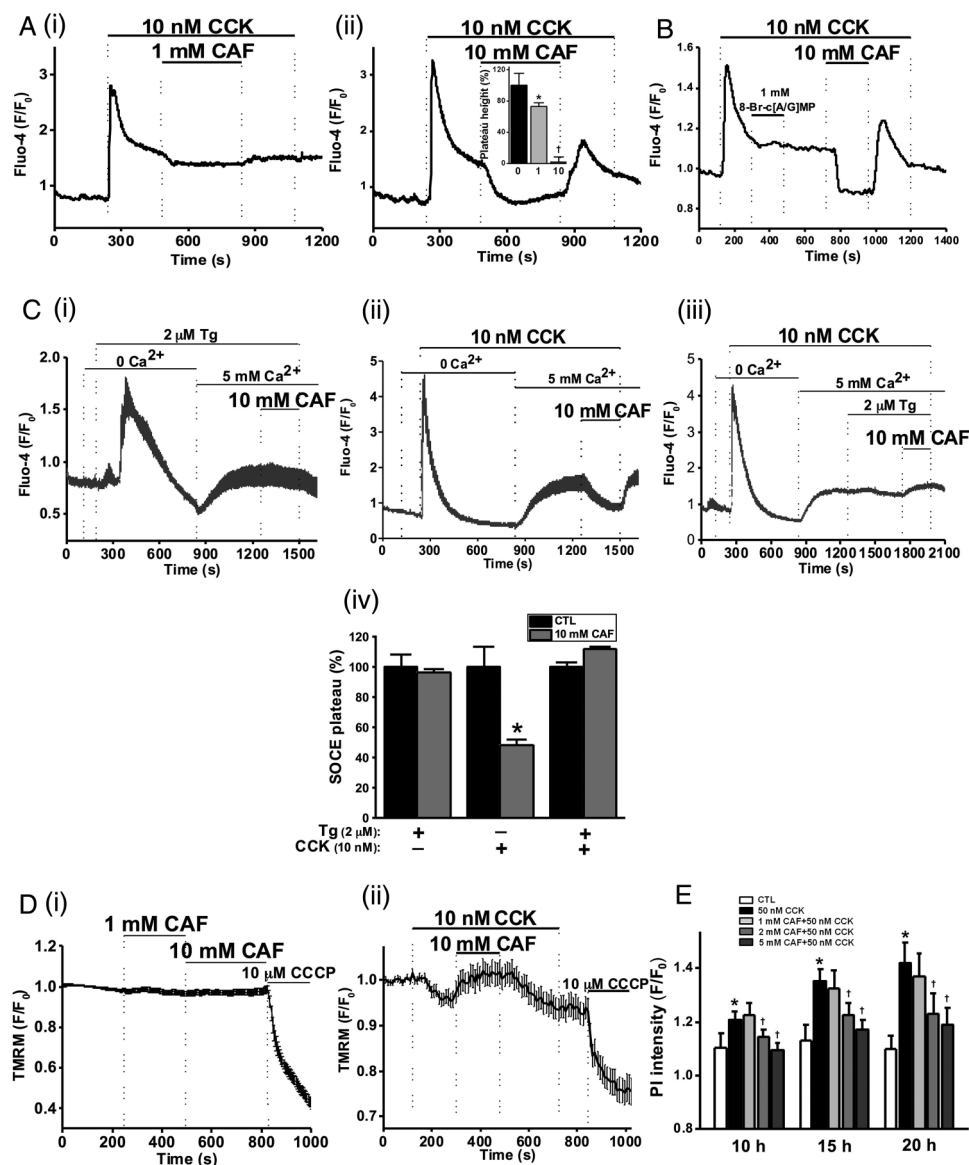 A (i)
10 nM CCK
1 mM CAF
Fluo-4 (F/F0)
3
2
1
0 300 600 900 1200
Time (s)
(ii)
10 nM CCK
10 mM CAF
Plateau height (%)
120
80
40
0
*
†
0 1 10
Fluo-4 (F/F0)
3
2
1
0 300 600 900 1200
Time (s)
B
10 nM CCK
10 mM CAF
1 mM
8-Br-c[A/G]MP
Fluo-4 (F/F0)
1.6
1.4
1.2
1.0
0.8
0 200 400 600 800 1000 1200 1400
Time (s)
C (i)
2 µM Tg
0 Ca2+
5 mM Ca2+
10 mM CAF
Fluo-4 (F/F0)
2.0
1.5
1.0
0.5
0 300 600 900 1200 1500
Time (s)
(ii)
10 nM CCK
0 Ca2+
5 mM Ca2+
10 mM CAF
Fluo-4 (F/F0)
5
4
3
2
1
0
0 300 600 900 1200 1500
Time (s)
(iii)
10 nM CCK
0 Ca2+
5 mM Ca2+
2 µM Tg
10 mM CAF
Fluo-4 (F/F0)
5
4
3
2
1
0
0 300 600 900 1200 1500 1800 2100
Time (s)
(iv)
CTL
10 mM CAF
SOCE plateau (%)
120
100
80
60
40
20
0
*
Tg (2 µM): + − +
CCK (10 nM): − + +
D (i)
1 mM CAF
10 mM CAF
10 µM CCCP
TMRM (F/F0)
1.2
1.0
0.8
0.6
0.4
0 200 400 600 800 1000
Time (s)
(ii)
10 nM CCK
10 mM CAF
10 µM CCCP
TMRM (F/F0)
1.1
1.0
0.9
0.8
0.7
0 200 400 600 800 1000
Time (s)
E
CTL
50 nM CCK
1 mM CAF+50 nM CCK
2 mM CAF+50 nM CCK
5 mM CAF+50 nM CCK
PI intensity (F/F0)
1.4
1.2
1.0
0.8
* † †
* † †
* † †
10 h 15 h 20 h